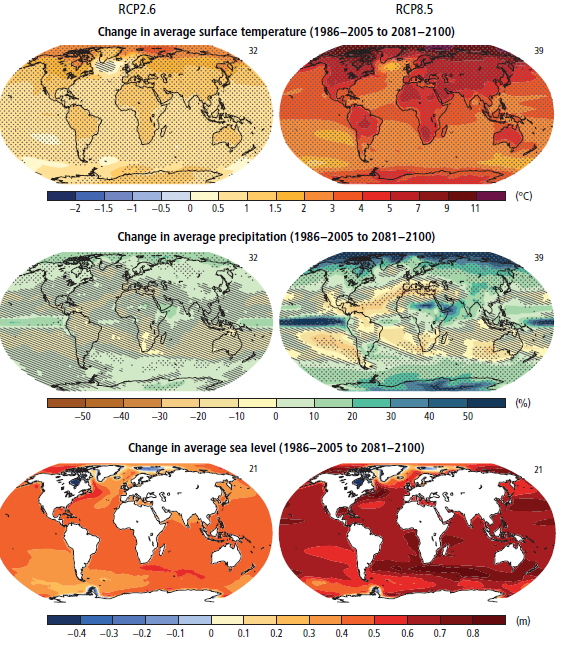 RCP2.6 RCP8.5
Change in average surface temperature (1986–2005 to 2081–2100)
32 39
−2 −1.5 −1 −0.5 0 0.5 1 1.5 2 3 4 5 7 9 11 (°C)
Change in average precipitation (1986–2005 to 2081–2100)
32 39
−50 −40 −30 −20 −10 0 10 20 30 40 50 (%)
Change in average sea level (1986–2005 to 2081–2100)
21 21
−0.4 −0.3 −0.2 −0.1 0 0.1 0.2 0.3 0.4 0.5 0.6 0.7 0.8 (m)